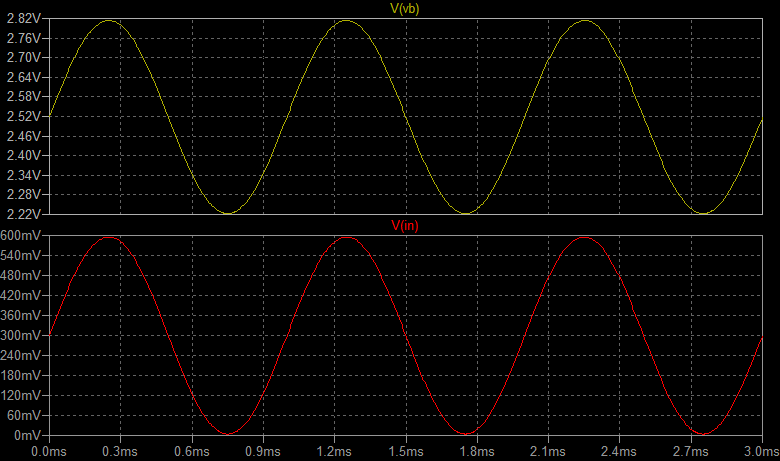 V(vb)
2.82V
2.76V
2.70V
2.64V
2.58V
2.52V
2.46V
2.40V
2.34V
2.28V
2.22V
V(in)
600mV
540mV
480mV
420mV
360mV
300mV
240mV
180mV
120mV
60mV
0mV
0.0ms 0.3ms 0.6ms 0.9ms 1.2ms 1.5ms 1.8ms 2.1ms 2.4ms 2.7ms 3.0ms